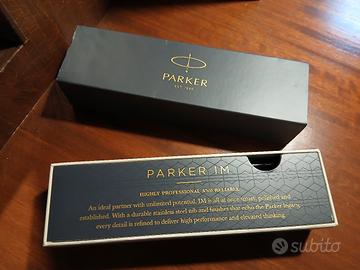 PARKER
EST. 1888
PARKER IM
HIGHLY PROFESSIONAL AND RELIABLE
An ideal partner with unlimited potential, IM is all at once smart, polished and
established. With a durable stainless steel nib and finishes that echo the Parker legacy,
every detail is refined to deliver high performance and elevated thinking.
subito